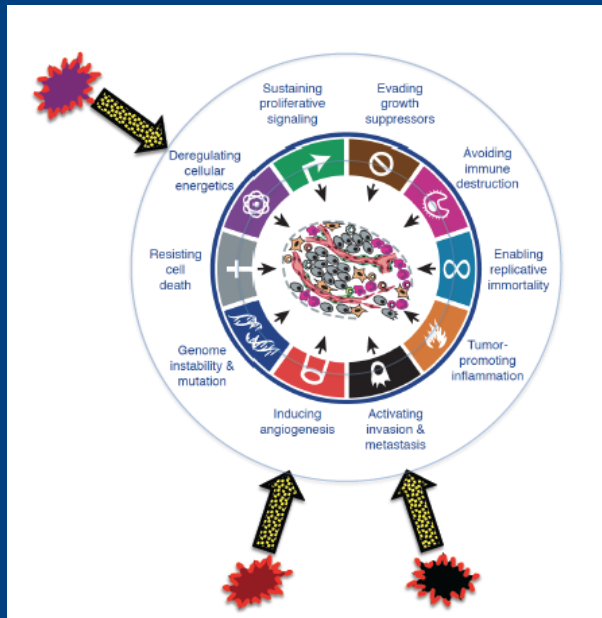 Sustaining
proliferative
signaling
Evading
growth
suppressors
Avoiding
immune
destruction
Enabling
replicative
immortality
Tumor-
promoting
inflammation
Activating
invasion &
metastasis
Inducing
angiogenesis
Genome
instability &
mutation
Resisting
cell
death
Deregulating
cellular
energetics